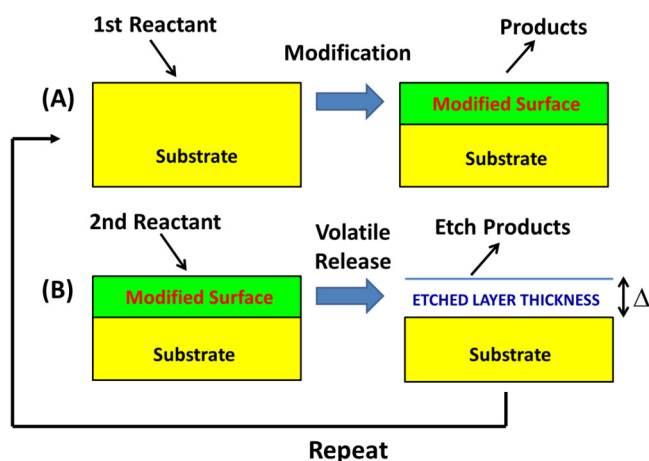 1st Reactant
Modification
Products
(A)
Substrate
Modified Surface
Substrate
2nd Reactant
Volatile
Release
Etch Products
(B)
Modified Surface
Substrate
ETCHED LAYER THICKNESS
Δ
Substrate
Repeat